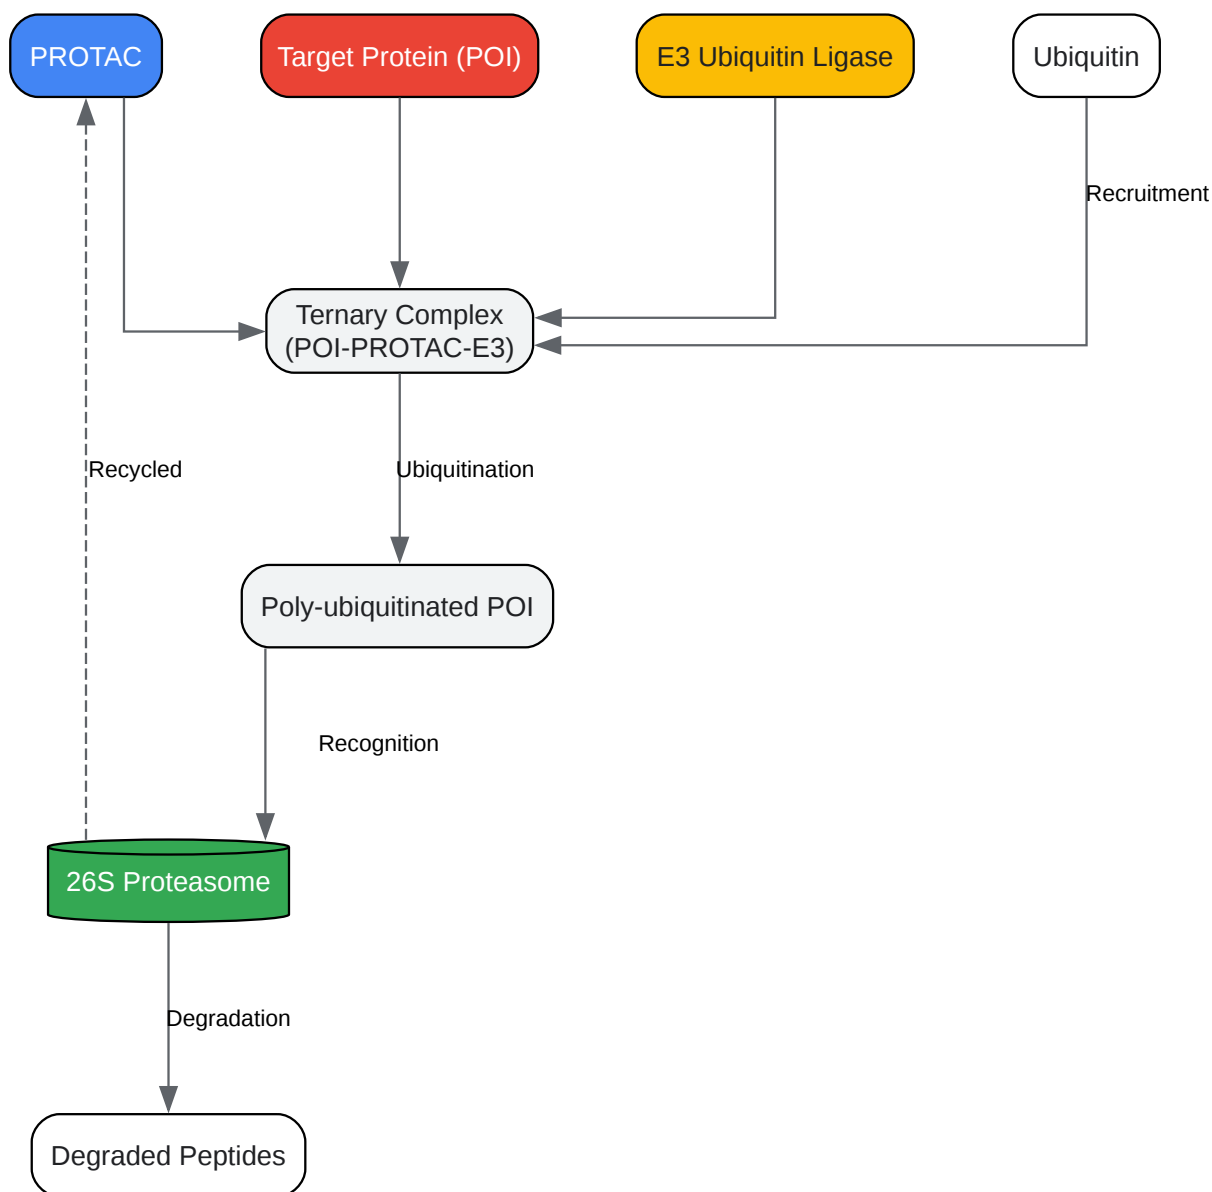 PROTAC
Target Protein (POI)
E3 Ubiquitin Ligase
Ubiquitin
Recruitment
Ternary Complex
(POI-PROTAC-E3)
Recycled
Ubiquitination
Poly-ubiquitinated POI
Recognition
26S Proteasome
Degradation
Degraded Peptides